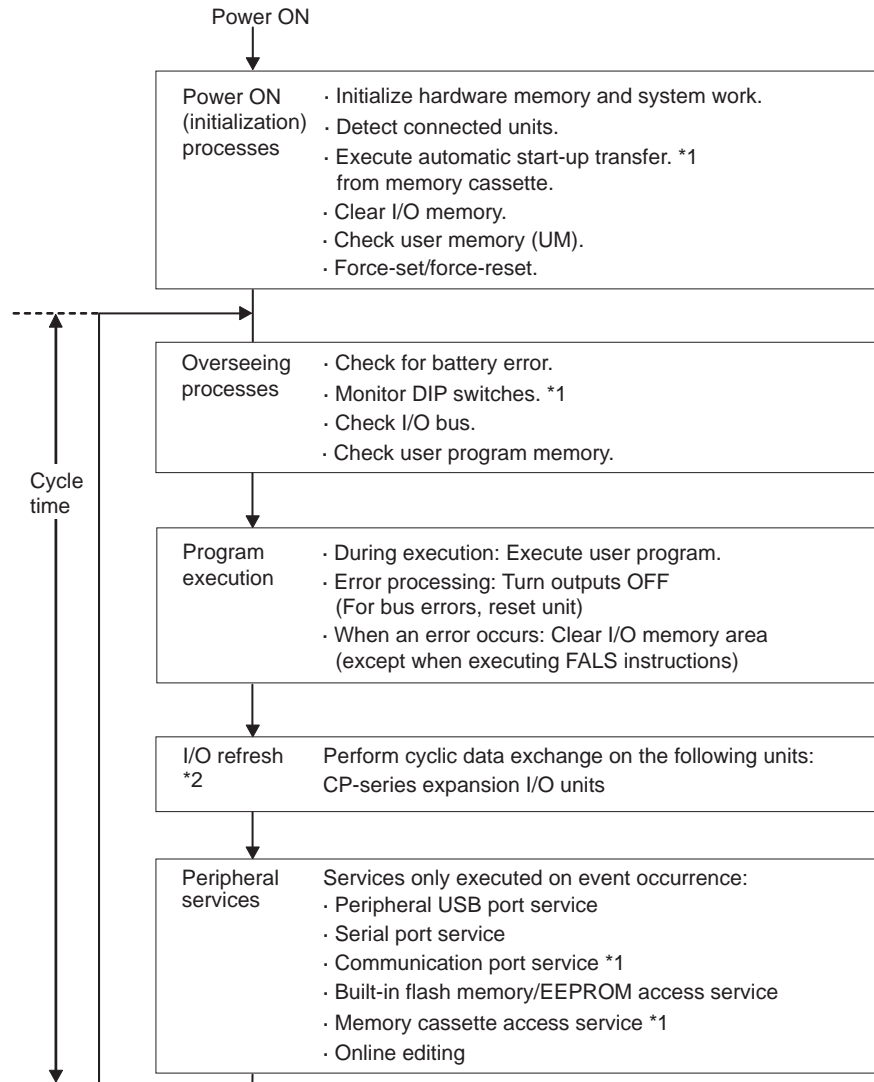 Power ON
Power ON
(initialization)
processes
· Initialize hardware memory and system work.
· Detect connected units.
· Execute automatic start-up transfer. *1
from memory cassette.
· Clear I/O memory.
· Check user memory (UM).
· Force-set/force-reset.
Cycle
time
Overseeing
processes
· Check for battery error.
· Monitor DIP switches. *1
· Check I/O bus.
· Check user program memory.
Program
execution
· During execution: Execute user program.
· Error processing: Turn outputs OFF
(For bus errors, reset unit)
· When an error occurs: Clear I/O memory area
(except when executing FALS instructions)
I/O refresh
*2
Perform cyclic data exchange on the following units:
CP-series expansion I/O units
Peripheral
services
Services only executed on event occurrence:
· Peripheral USB port service
· Serial port service
· Communication port service *1
· Built-in flash memory/EEPROM access service
· Memory cassette access service *1
· Online editing